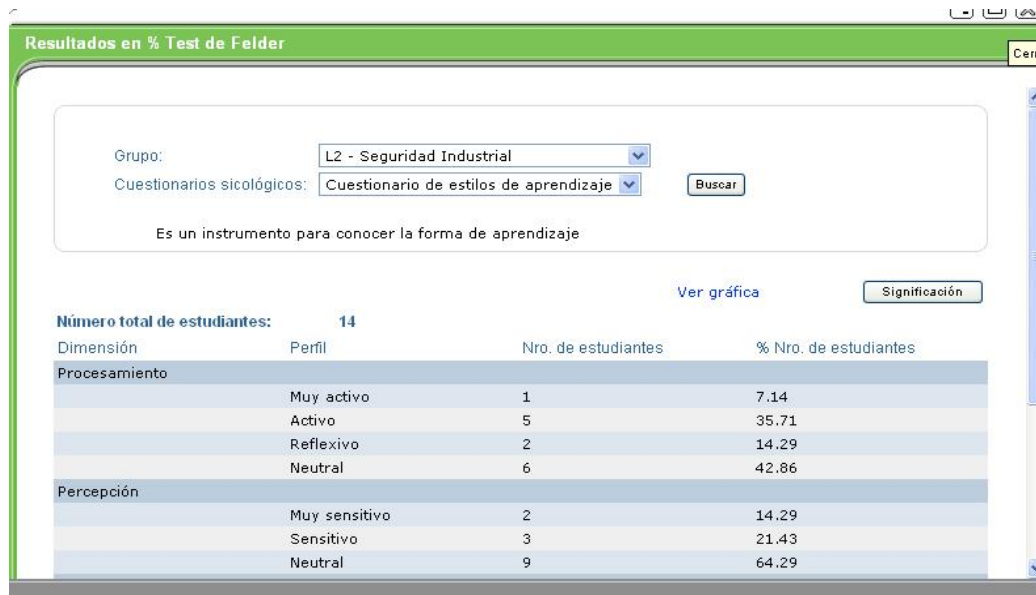 Resultados en % Test de Felder
Grupo: L2 - Seguridad Industrial
Cuestionarios sicológicos: Cuestionario de estilos de aprendizaje Buscar
Es un instrumento para conocer la forma de aprendizaje
Ver gráfica Significación
Número total de estudiantes: 14
Dimensión Perfil Nro. de estudiantes % Nro. de estudiantes
Procesamiento
Muy activo 1 7.14
Activo 5 35.71
Reflexivo 2 14.29
Neutral 6 42.86
Percepción
Muy sensitivo 2 14.29
Sensitivo 3 21.43
Neutral 9 64.29